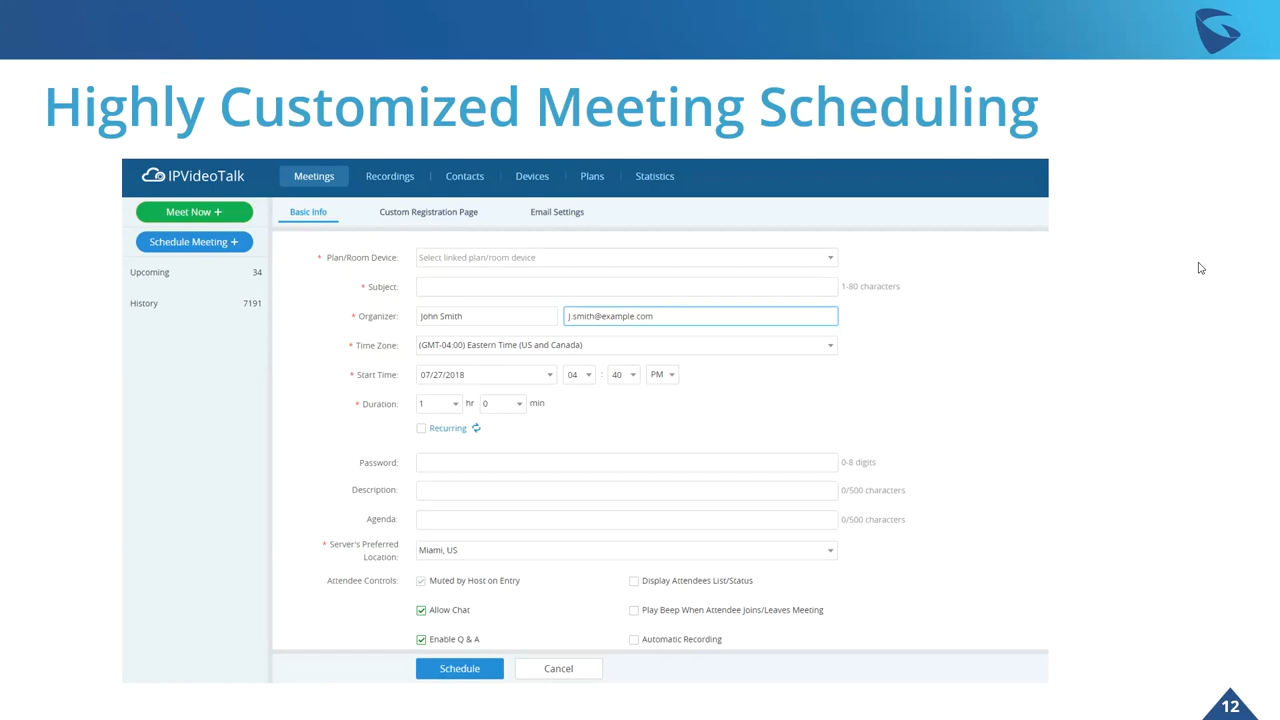 Highly Customized Meeting Scheduling
IPVideoTalk Meetings Recordings Contacts Devices Plans Statistics
Meet Now +
Schedule Meeting +
Upcoming 34
History 7191
Basic Info Custom Registration Page Email Settings
* Plan/Room Device: Select linked plan/room device
* Subject: 1-80 characters
* Organizer: John Smith J.smith@example.com
* Time Zone: (GMT-04:00) Eastern Time (US and Canada)
* Start Time: 07/27/2018 04 : 40 PM
* Duration: 1 hr 0 min
Recurring
Password: 0-8 digits
Description: 0/500 characters
Agenda: 0/500 characters
* Server's Preferred
Location: Miami, US
Attendee Controls: Muted by Host on Entry Display Attendees List/Status
Allow Chat Play Beep When Attendee Joins/Leaves Meeting
Enable Q & A Automatic Recording
Schedule Cancel
12